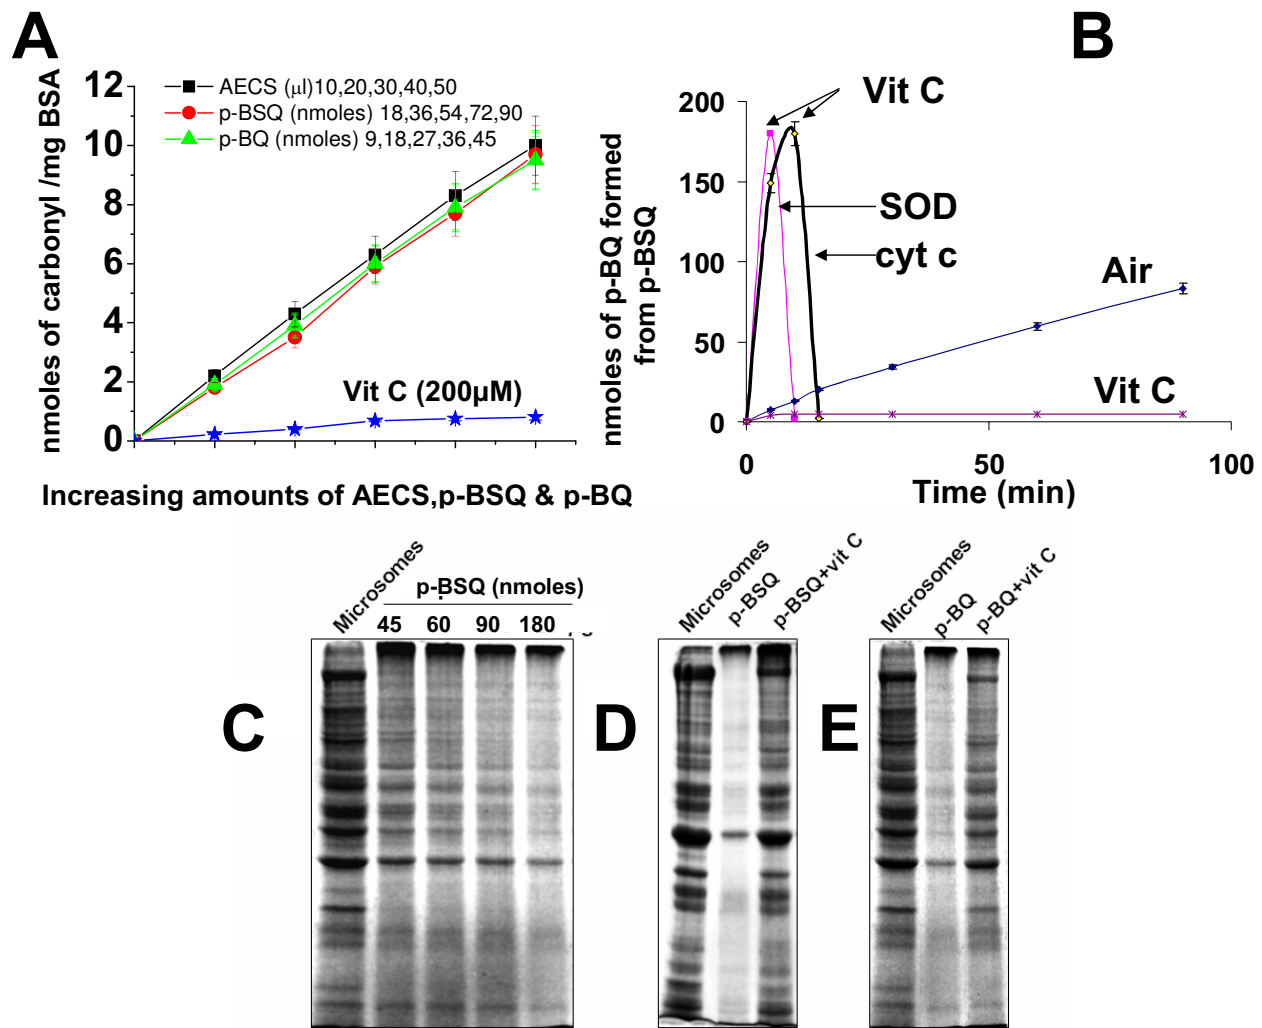 A
B
nmoles of carbonyl /mg BSA
12
10
8
6
4
2
0
AECS (μl)10,20,30,40,50
p-BSQ (nmoles) 18,36,54,72,90
p-BQ (nmoles) 9,18,27,36,45
Vit C (200μM)
Increasing amounts of AECS,p-BSQ & p-BQ
nmoles of p-BQ formed
from p-BSQ
200
150
100
50
0
Vit C
SOD
cyt c
Air
Vit C
0
50
100
Time (min)
C
Microsomes
p-BSQ (nmoles)
45 60 90 180
D
Microsomes
p-BSQ
p-BSQ+vit C
E
Microsomes
p-BQ
p-BQ+vit C